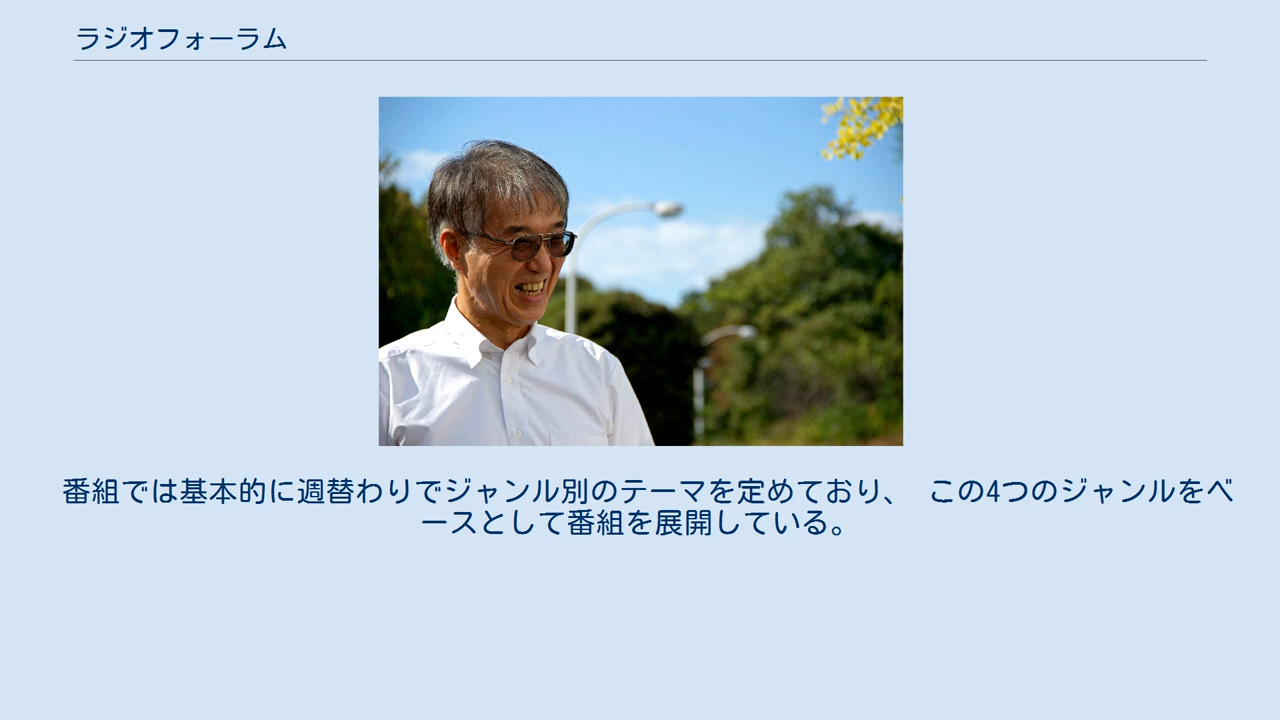 ラジオフォーラム
番組では基本的に週替わりでジャンル別のテーマを定めており、 この4つのジャンルをベ
ースとして番組を展開している。